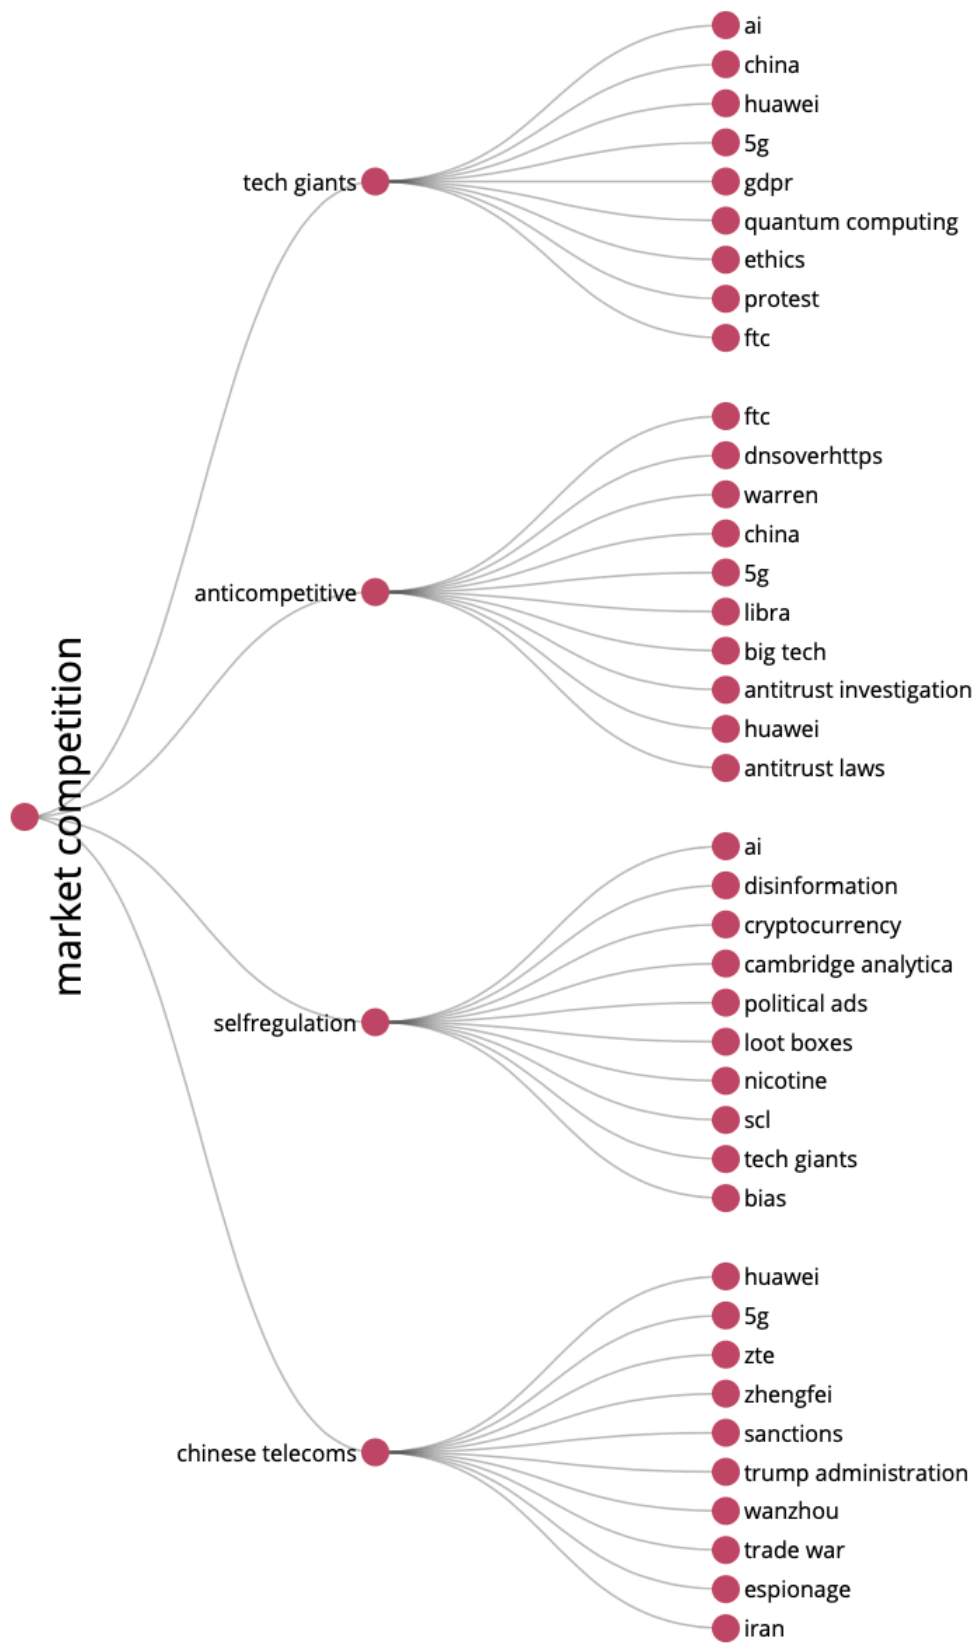 market competition
tech giants
ai
china
huawei
5g
gdpr
quantum computing
ethics
protest
ftc
anticompetitive
ftc
dnsoverhttps
warren
china
5g
libra
big tech
antitrust investigation
huawei
antitrust laws
selfregulation
ai
disinformation
cryptocurrency
cambridge analytica
political ads
loot boxes
nicotine
scl
tech giants
bias
chinese telecoms
huawei
5g
zte
zhengfei
sanctions
trump administration
wanzhou
trade war
espionage
iran